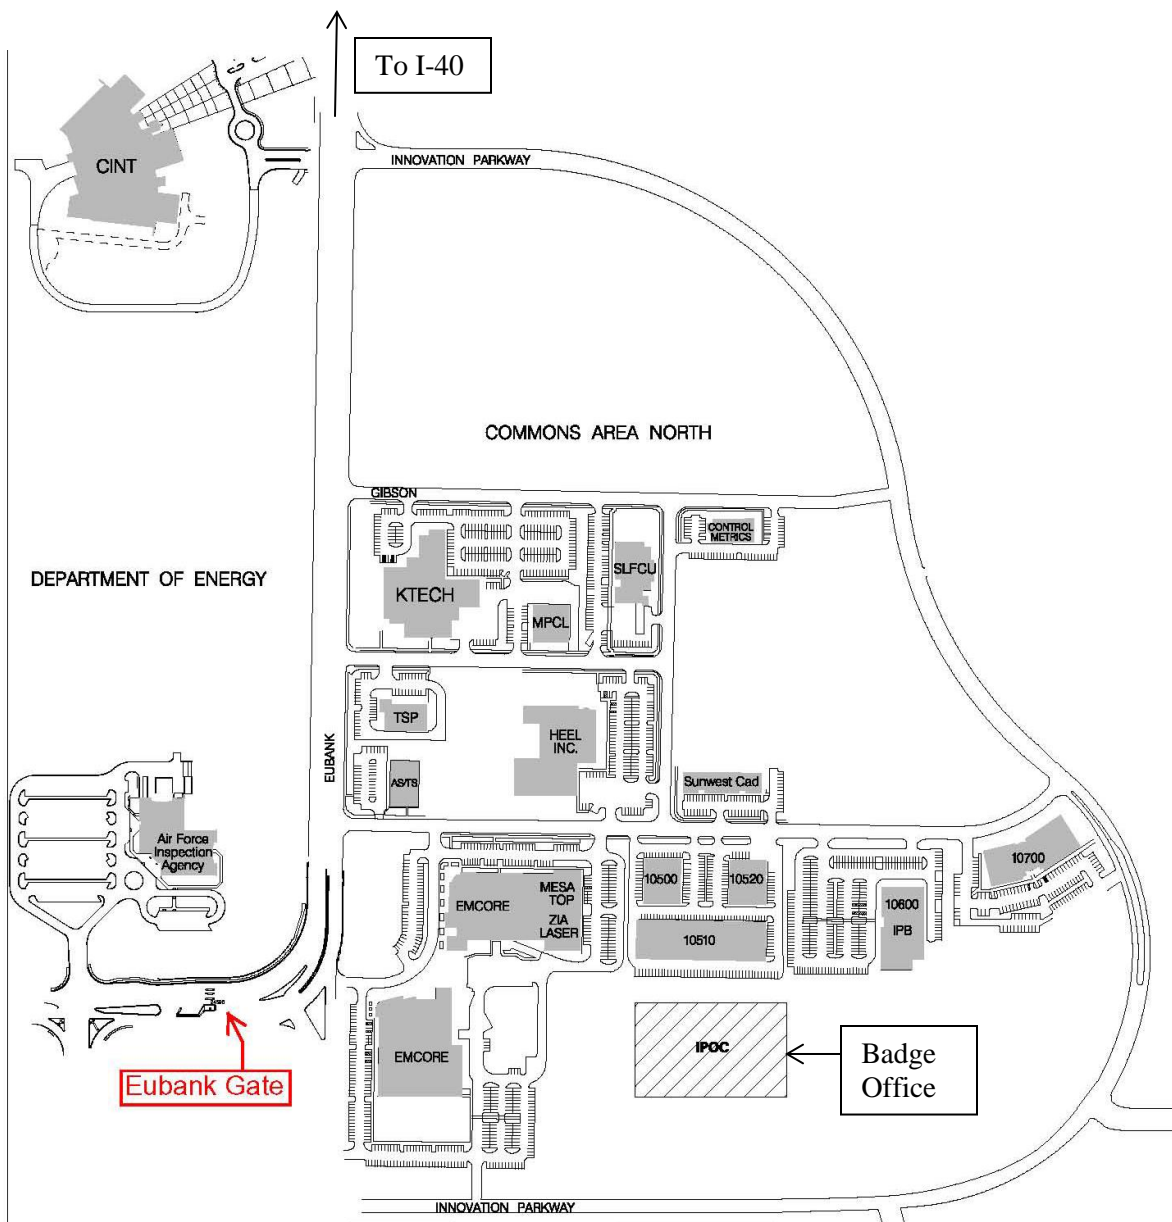 To I-40
CINT
INNOVATION PARKWAY
COMMONS AREA NORTH
GIBSON
CONTROL
METRICS
DEPARTMENT OF ENERGY
KTECH
SLFCU
MPCL
TSP
HEEL
INC.
EUBANK
AS/TS
Sunwest Cad
Air Force
Inspection
Agency
10700
EMCORE
MESA
TOP
ZIA
LASER
10500
10520
10510
10600
IPB
Eubank Gate
EMCORE
IPOC
Badge
Office
INNOVATION PARKWAY